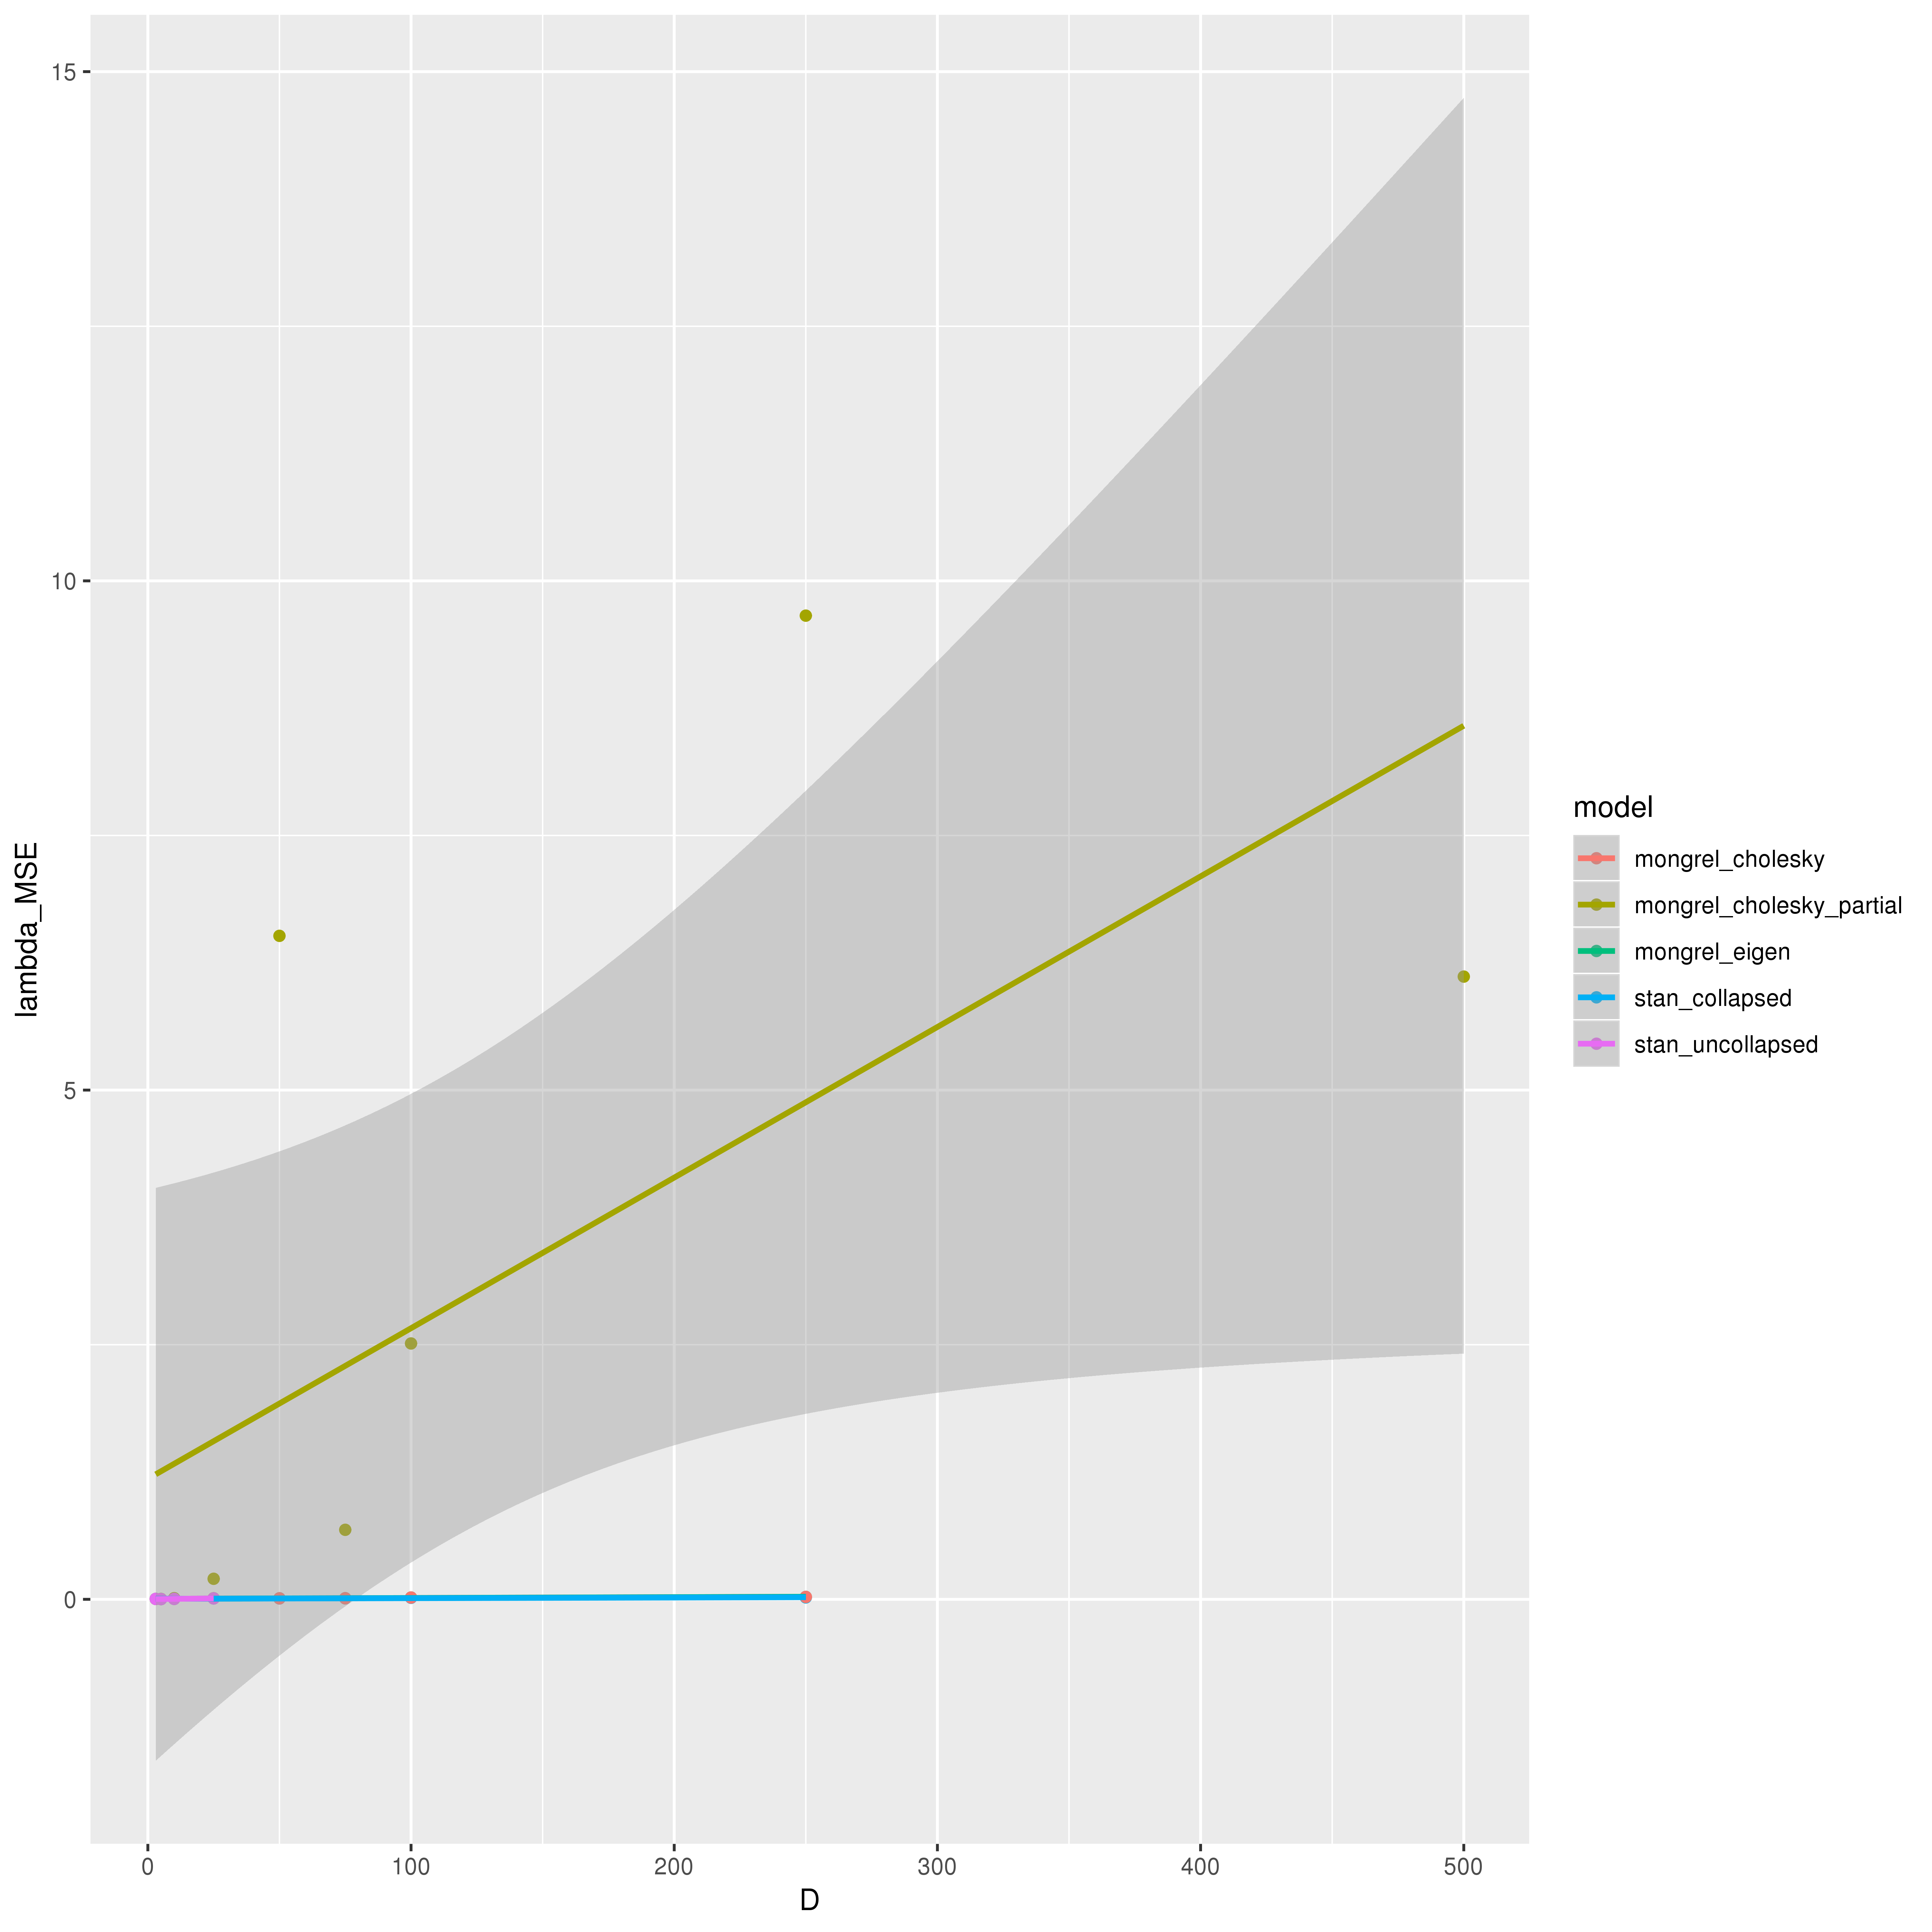 15
10
5
0
lambda_MSE
0 100 200 300 400 500
D
model
mongrel_cholesky
mongrel_cholesky_partial
mongrel_eigen
stan_collapsed
stan_uncollapsed